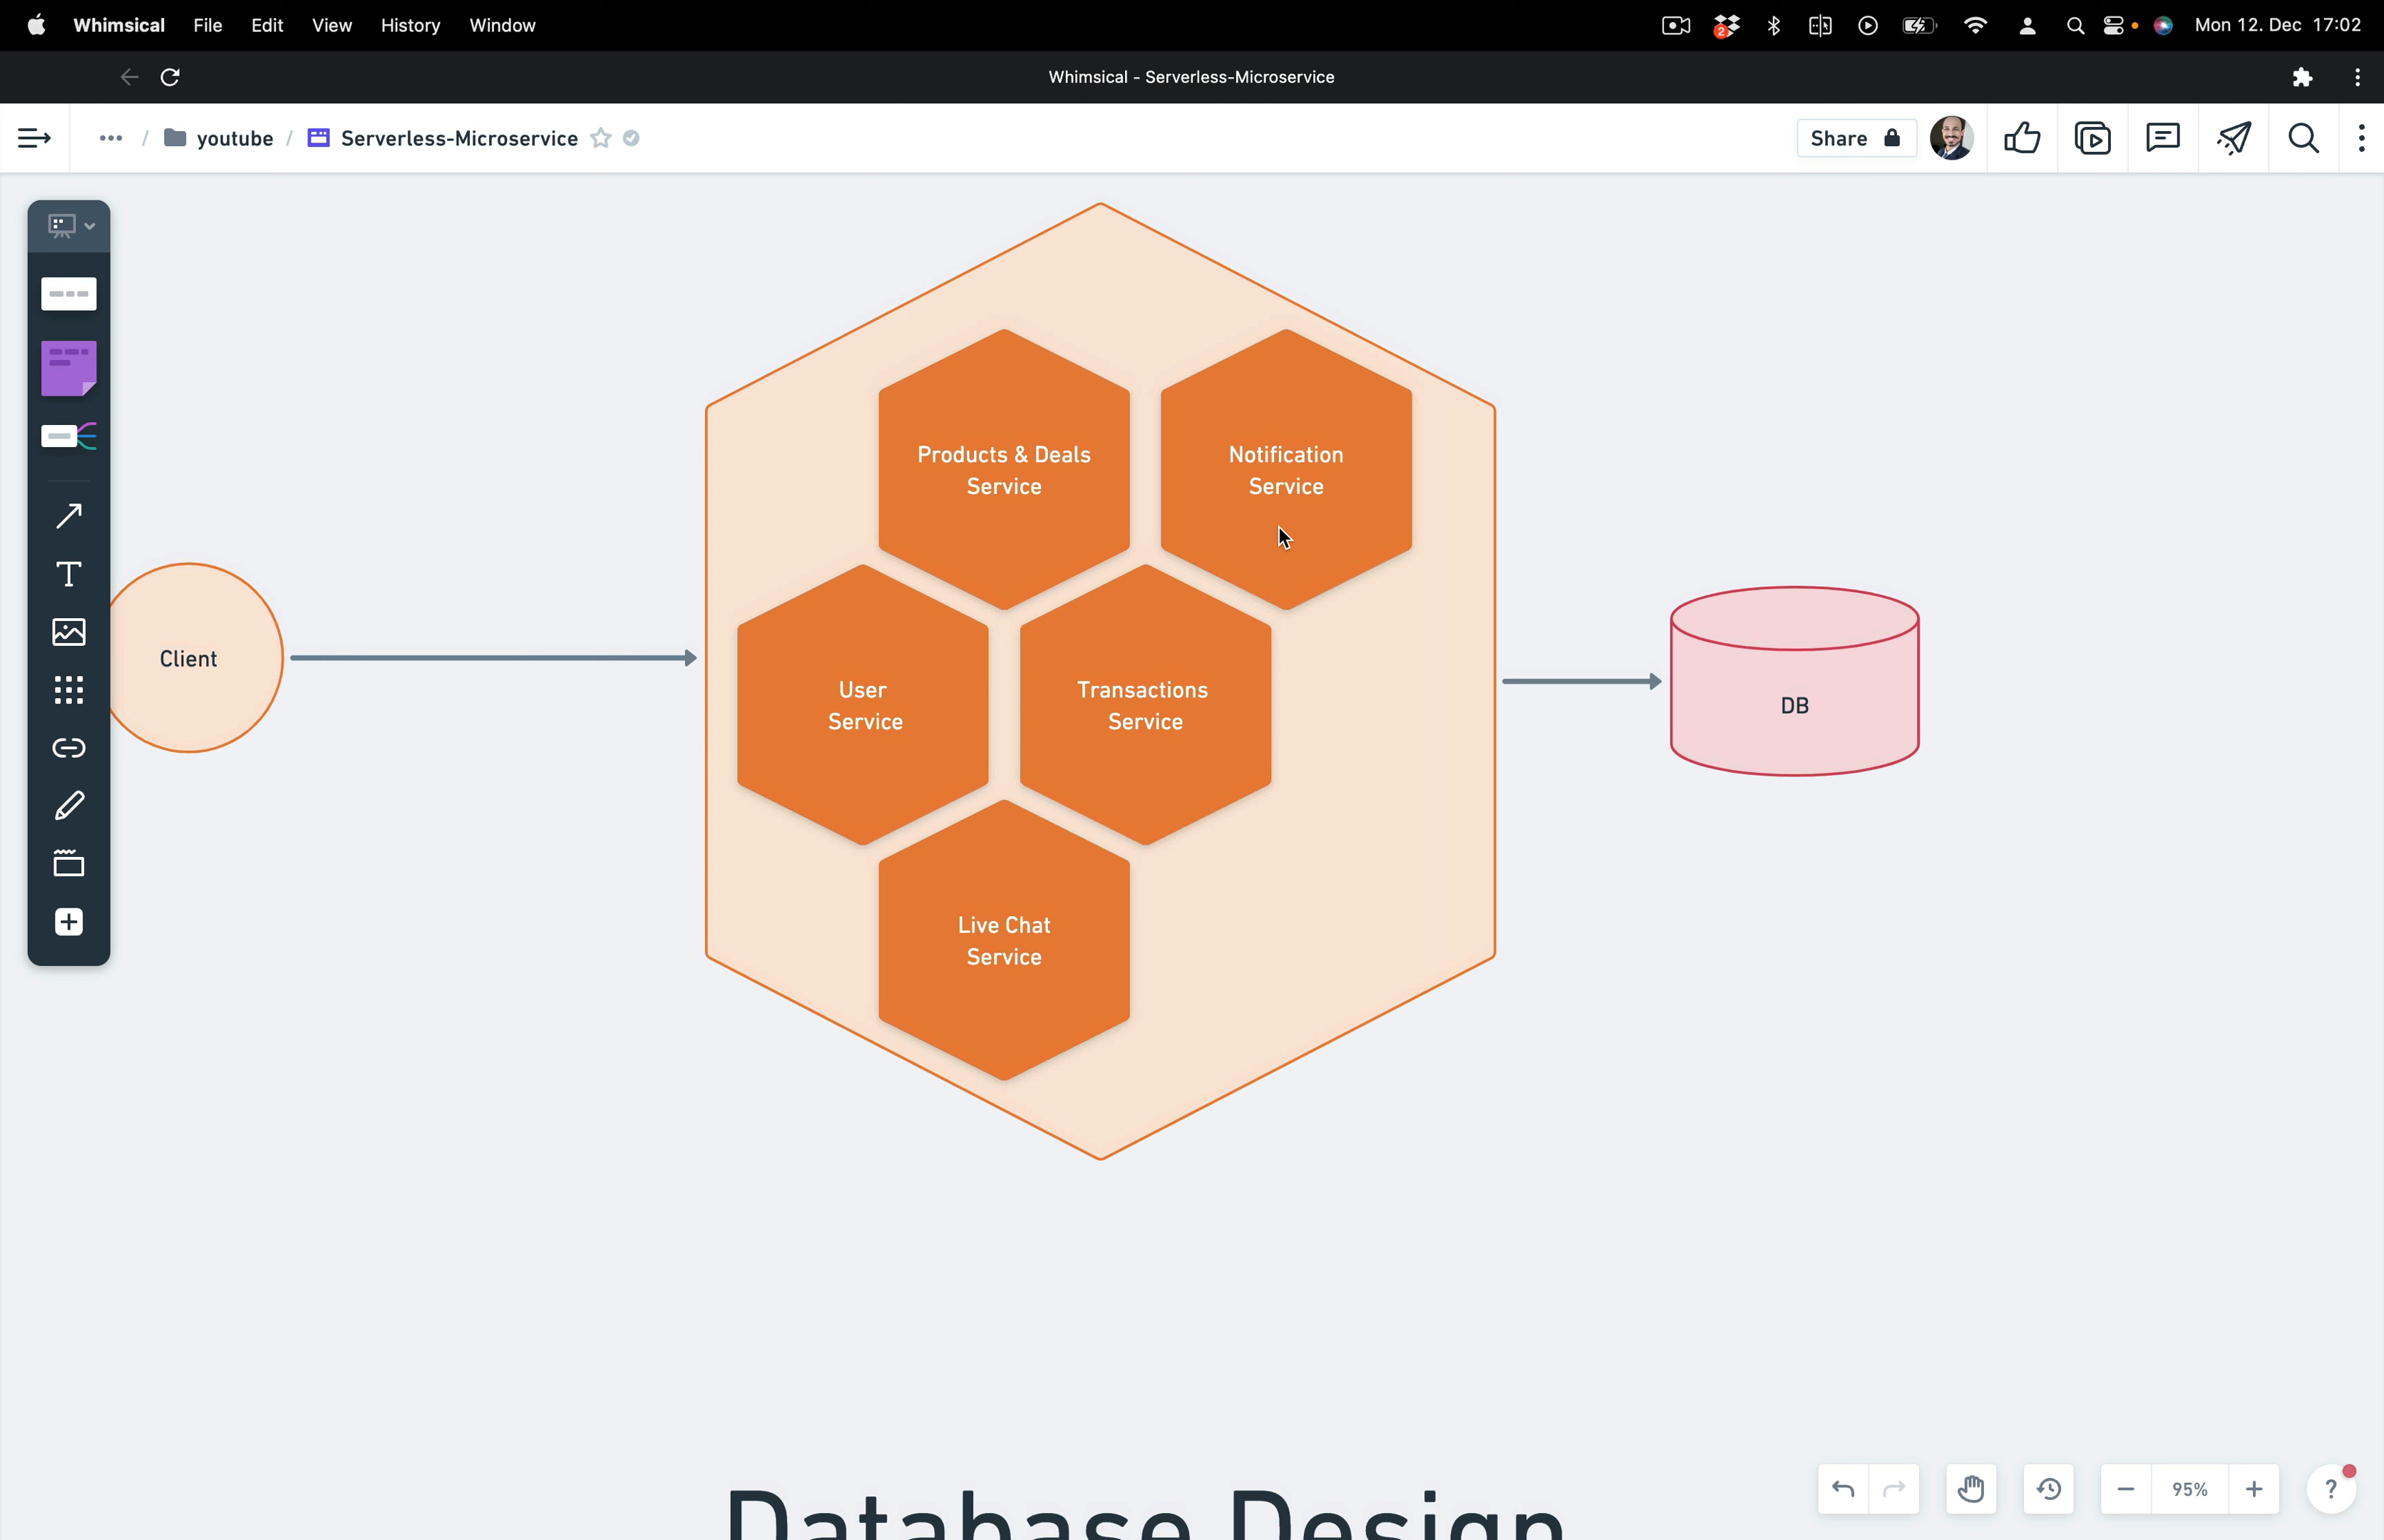 Whimsical File Edit View History Window
2
Mon 12. Dec 17:02
Whimsical - Serverless-Microservice
••• / youtube / Serverless-Microservice
Share
Products & Deals
Service
Notification
Service
Client
User
Service
Transactions
Service
DB
Live Chat
Service
T
Database Design
95%
?